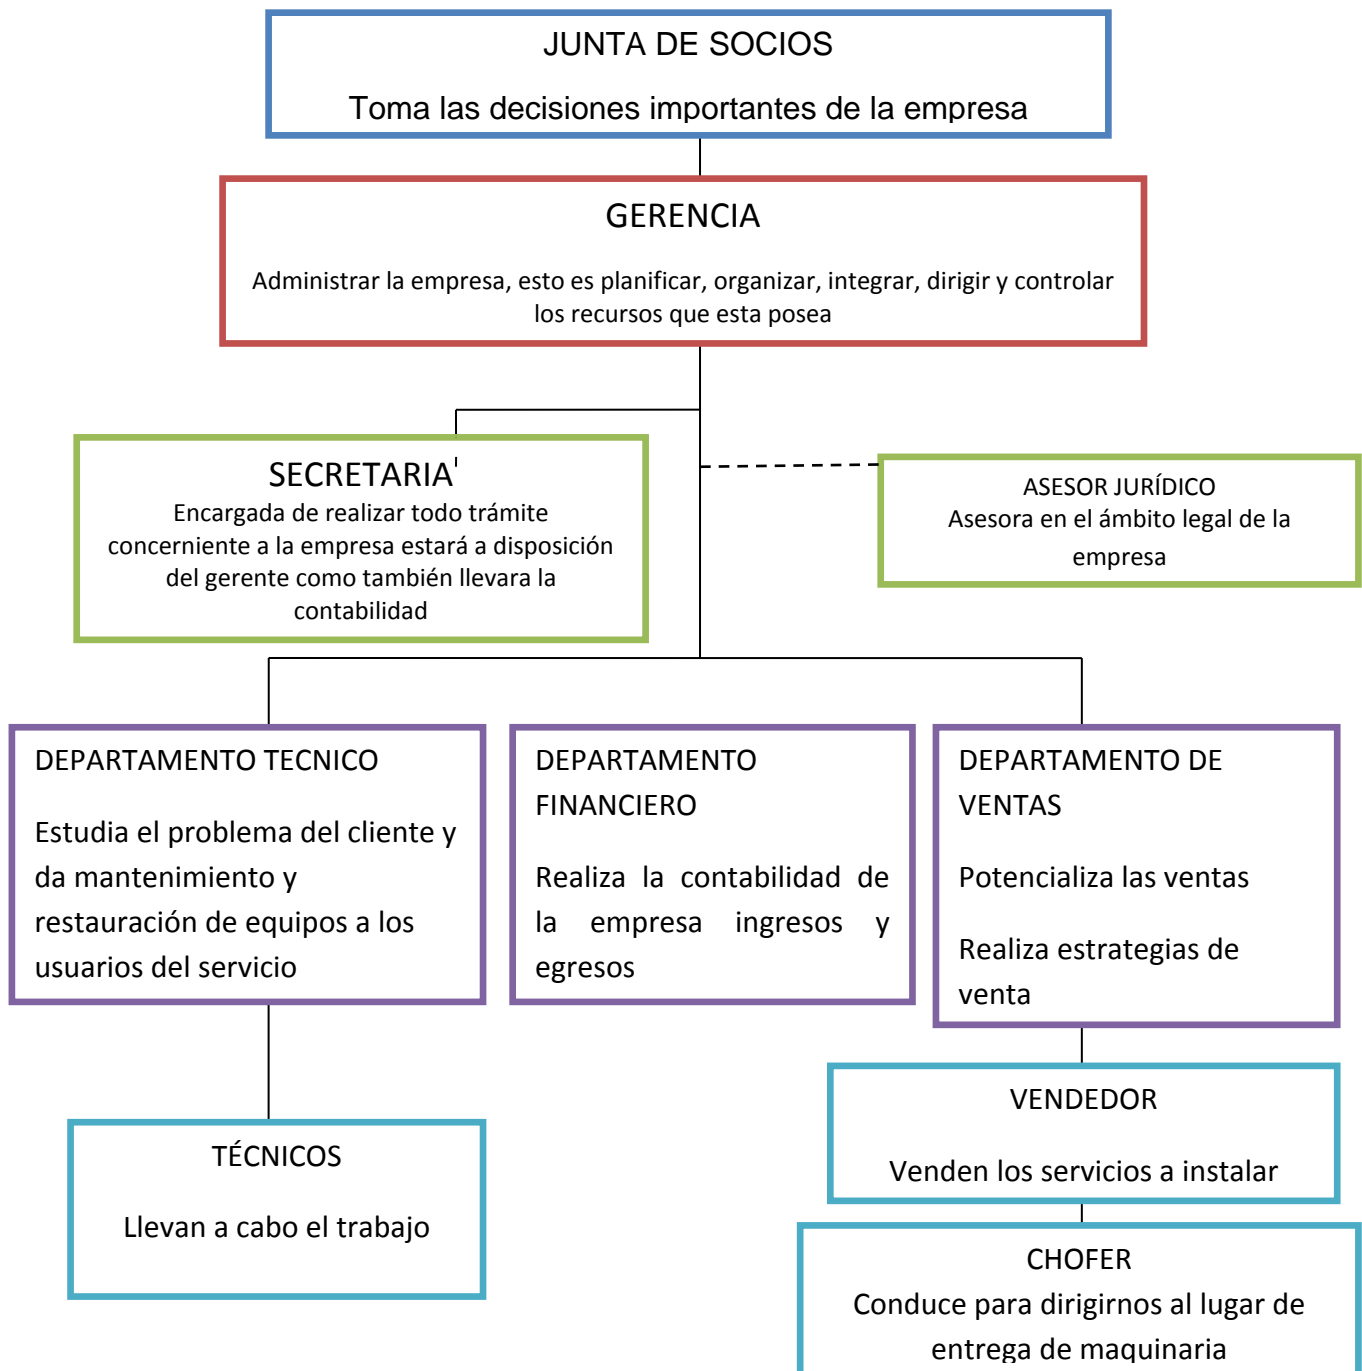 JUNTA DE SOCIOS
Toma las decisiones importantes de la empresa
GERENCIA
Administrar la empresa, esto es planificar, organizar, integrar, dirigir y controlar
los recursos que esta posea
SECRETARIA
Encargada de realizar todo trámite
concerniente a la empresa estará a disposición
del gerente como también llevara la
contabilidad
ASESOR JURÍDICO
Asesora en el ámbito legal de la
empresa
DEPARTAMENTO TECNICO
Estudia el problema del cliente y
da mantenimiento y
restauración de equipos a los
usuarios del servicio
DEPARTAMENTO
FINANCIERO
Realiza la contabilidad de
la empresa ingresos y
egresos
DEPARTAMENTO DE
VENTAS
Potencializa las ventas
Realiza estrategias de
venta
TÉCNICOS
Llevan a cabo el trabajo
VENDEDOR
Venden los servicios a instalar
CHOFER
Conduce para dirigirnos al lugar de
entrega de maquinaria